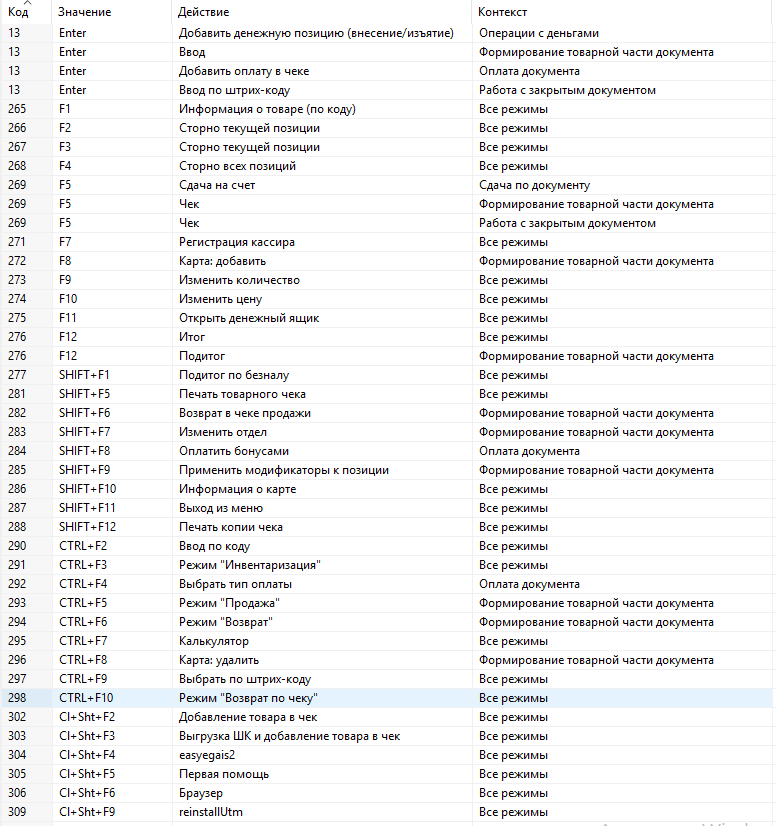 Код Значение Действие Контекст
13 Enter Добавить денежную позицию (внесение/изъятие) Операции с деньгами
13 Enter Ввод Формирование товарной части документа
13 Enter Добавить оплату в чеке Оплата документа
13 Enter Ввод по штрих-коду Работа с закрытым документом
265 F1 Информация о товаре (по коду) Все режимы
266 F2 Сторно текущей позиции Все режимы
267 F3 Сторно текущей позиции Все режимы
268 F4 Сторно всех позиций Все режимы
269 F5 Сдача на счет Сдача по документу
269 F5 Чек Формирование товарной части документа
269 F5 Чек Работа с закрытым документом
271 F7 Регистрация кассира Все режимы
272 F8 Карта: добавить Формирование товарной части документа
273 F9 Изменить количество Все режимы
274 F10 Изменить цену Все режимы
275 F11 Открыть денежный ящик Все режимы
276 F12 Итог Все режимы
276 F12 Подитог Формирование товарной части документа
277 SHIFT+F1 Подитог по безналу Все режимы
281 SHIFT+F5 Печать товарного чека Все режимы
282 SHIFT+F6 Возврат в чеке продажи Формирование товарной части документа
283 SHIFT+F7 Изменить отдел Формирование товарной части документа
284 SHIFT+F8 Оплатить бонусами Оплата документа
285 SHIFT+F9 Применить модификаторы к позиции Формирование товарной части документа
286 SHIFT+F10 Информация о карте Все режимы
287 SHIFT+F11 Выход из меню Все режимы
288 SHIFT+F12 Печать копии чека Все режимы
290 CTRL+F2 Ввод по коду Все режимы
291 CTRL+F3 Режим "Инвентаризация" Все режимы
292 CTRL+F4 Выбрать тип оплаты Оплата документа
293 CTRL+F5 Режим "Продажа" Формирование товарной части документа
294 CTRL+F6 Режим "Возврат" Формирование товарной части документа
295 CTRL+F7 Калькулятор Все режимы
296 CTRL+F8 Карта: удалить Формирование товарной части документа
297 CTRL+F9 Выбрать по штрих-коду Все режимы
298 CTRL+F10 Режим "Возврат по чеку" Все режимы
302 Cl+Sht+F2 Добавление товара в чек Все режимы
303 Cl+Sht+F3 Выгрузка ШК и добавление товара в чек Все режимы
304 Cl+Sht+F4 easyegais2 Все режимы
305 Cl+Sht+F5 Первая помощь Все режимы
306 Cl+Sht+F6 Браузер Все режимы
309 Cl+Sht+F9 reinstallUtm Все режимы